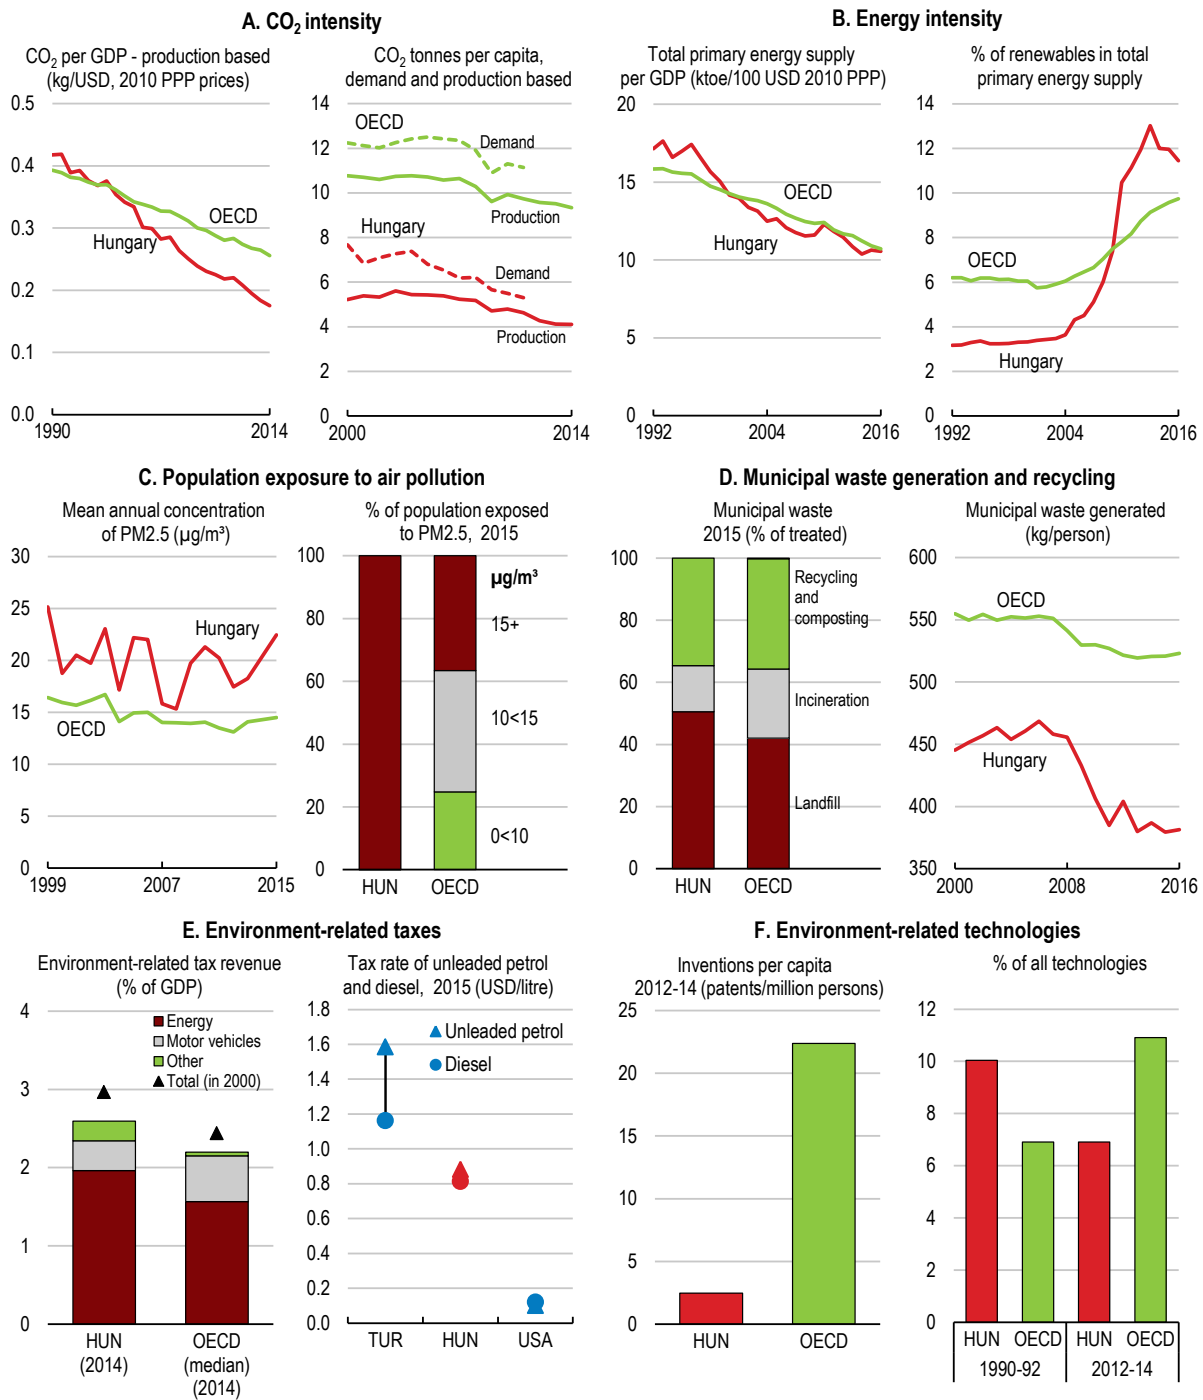 A. CO₂ intensity
CO₂ per GDP - production based
(kg/USD, 2010 PPP prices)
0.5
0.4
0.3
0.2
0.1
0.0
OECD
Hungary
1990
2014
CO₂ tonnes per capita,
demand and production based
14
12
10
8
6
4
2
0
OECD
Demand
Production
Hungary
Demand
Production
2000
2014
B. Energy intensity
Total primary energy supply
per GDP (ktoe/100 USD 2010 PPP)
20
15
10
5
0
OECD
Hungary
1992
2004
2016
% of renewables in total
primary energy supply
14
12
10
8
6
4
2
0
OECD
Hungary
1992
2004
2016
C. Population exposure to air pollution
Mean annual concentration
of PM2.5 (µg/m³)
30
25
20
15
10
5
0
Hungary
OECD
1999
2007
2015
% of population exposed
to PM2.5, 2015
100
80
60
40
20
0
µg/m³
15+
10<15
0<10
HUN
OECD
D. Municipal waste generation and recycling
Municipal waste
2015 (% of treated)
100
80
60
40
20
0
Recycling
and
composting
Incineration
Landfill
HUN
OECD
Municipal waste generated
(kg/person)
600
550
500
450
400
350
OECD
Hungary
2000
2008
2016
E. Environment-related taxes
Environment-related tax revenue
(% of GDP)
4
3
2
1
0
Energy
Motor vehicles
Other
Total (in 2000)
HUN
(2014)
OECD
(median)
(2014)
Tax rate of unleaded petrol
and diesel, 2015 (USD/litre)
1.8
1.6
1.4
1.2
1.0
0.8
0.6
0.4
0.2
0.0
Unleaded petrol
Diesel
TUR
HUN
USA
F. Environment-related technologies
Inventions per capita
2012-14 (patents/million persons)
25
20
15
10
5
0
HUN
OECD
% of all technologies
12
10
8
6
4
2
0
HUN
OECD
HUN
OECD
1990-92
2012-14